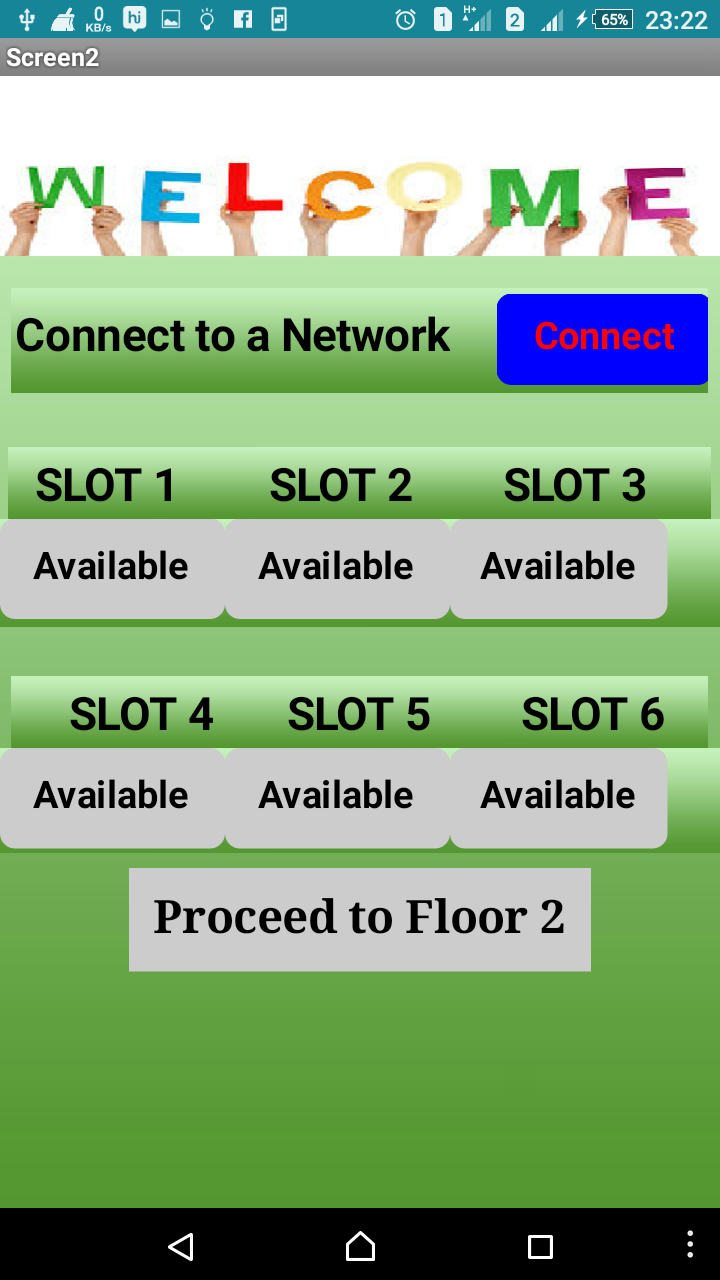 0 KB/s hi 1 H+ 2 65% 23:22
Screen2
WELCOME
Connect to a Network Connect
SLOT 1 SLOT 2 SLOT 3
Available Available Available
SLOT 4 SLOT 5 SLOT 6
Available Available Available
Proceed to Floor 2